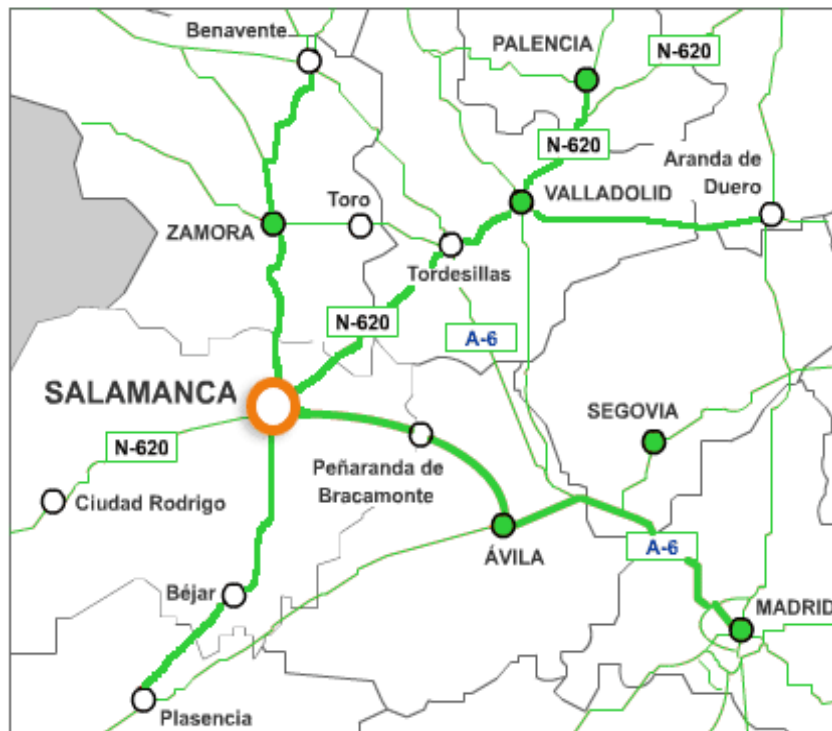 Benavente
PALENCIA
N-620
N-620
Aranda de
Duero
VALLADOLID
Toro
ZAMORA
Tordesillas
N-620
A-6
SALAMANCA
SEGOVIA
N-620
Peñaranda de
Bracamonte
Ciudad Rodrigo
ÁVILA
A-6
Béjar
MADRID
Plasencia